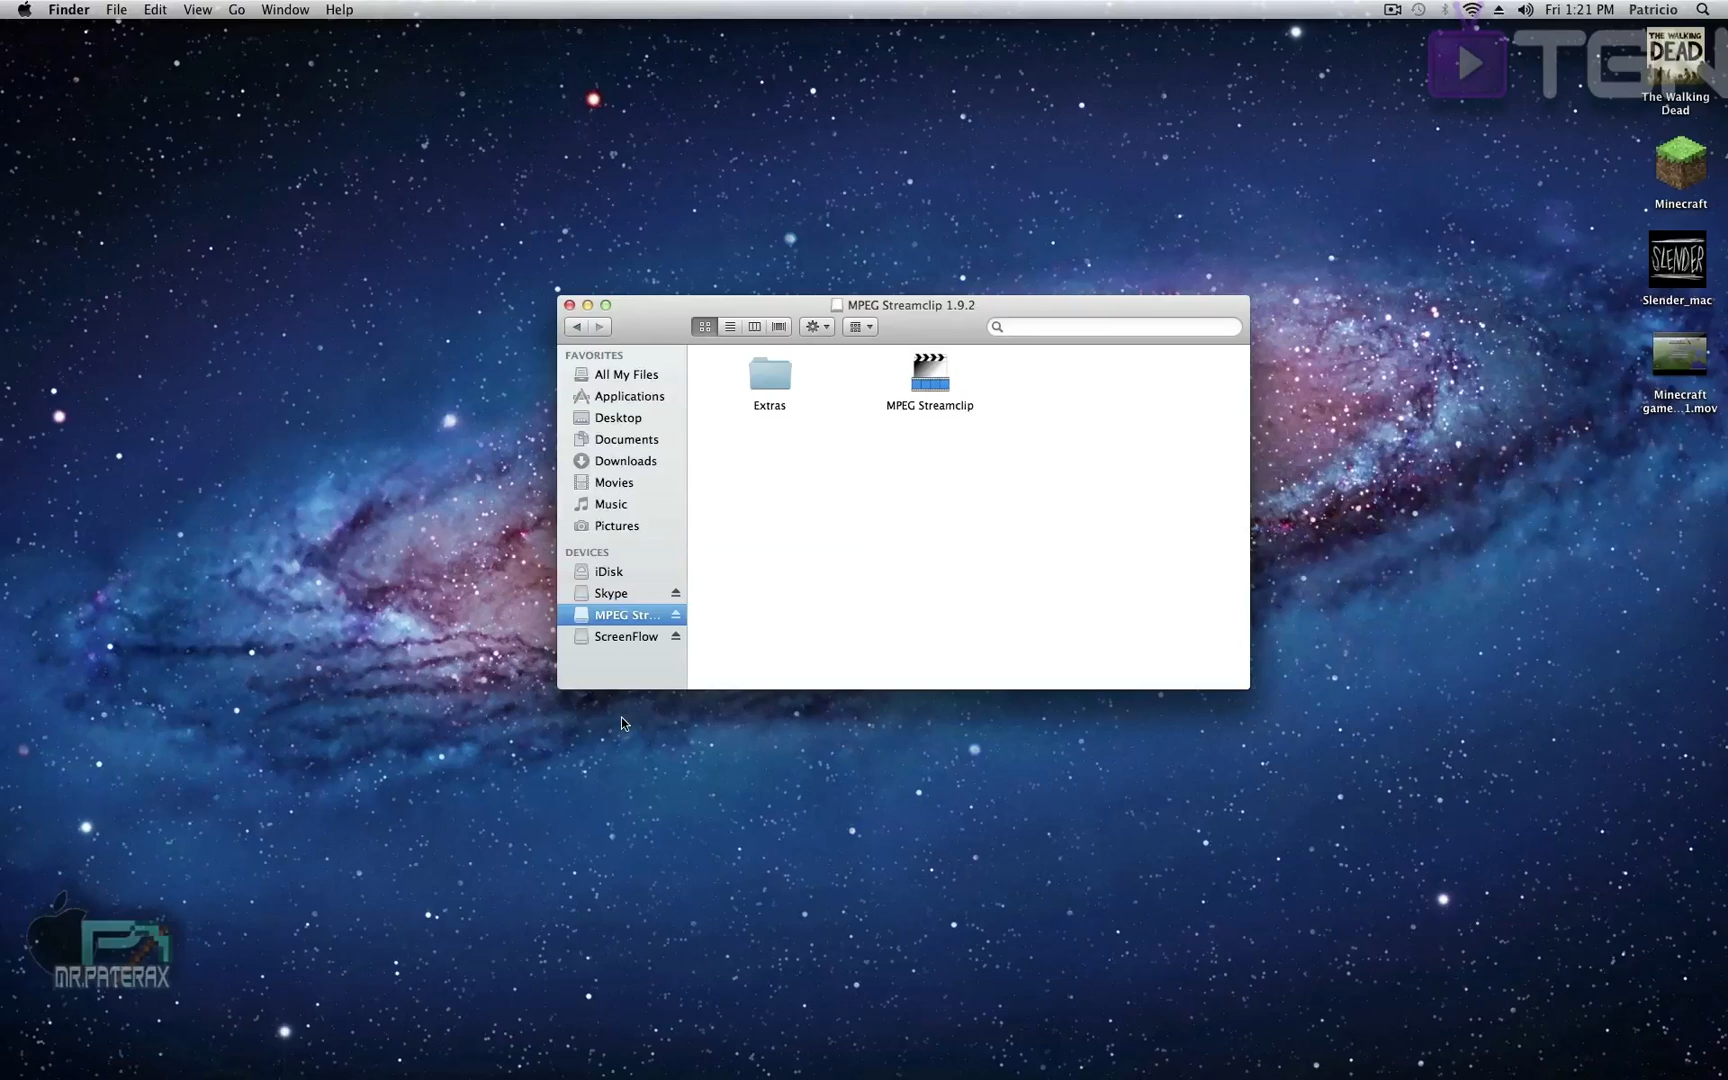 Finder File Edit View Go Window Help
Fri 1:21 PM Patricio
TGN
THE WALKING
DEAD
The Walking
Dead
Minecraft
SLENDER
Slender_mac
Minecraft
game...1.mov
MPEG Streamclip 1.9.2
FAVORITES
All My Files
Applications
Desktop
Documents
Downloads
Movies
Music
Pictures
DEVICES
iDisk
Skype
MPEG Str...
ScreenFlow
Extras
MPEG Streamclip
MR.PATERAX